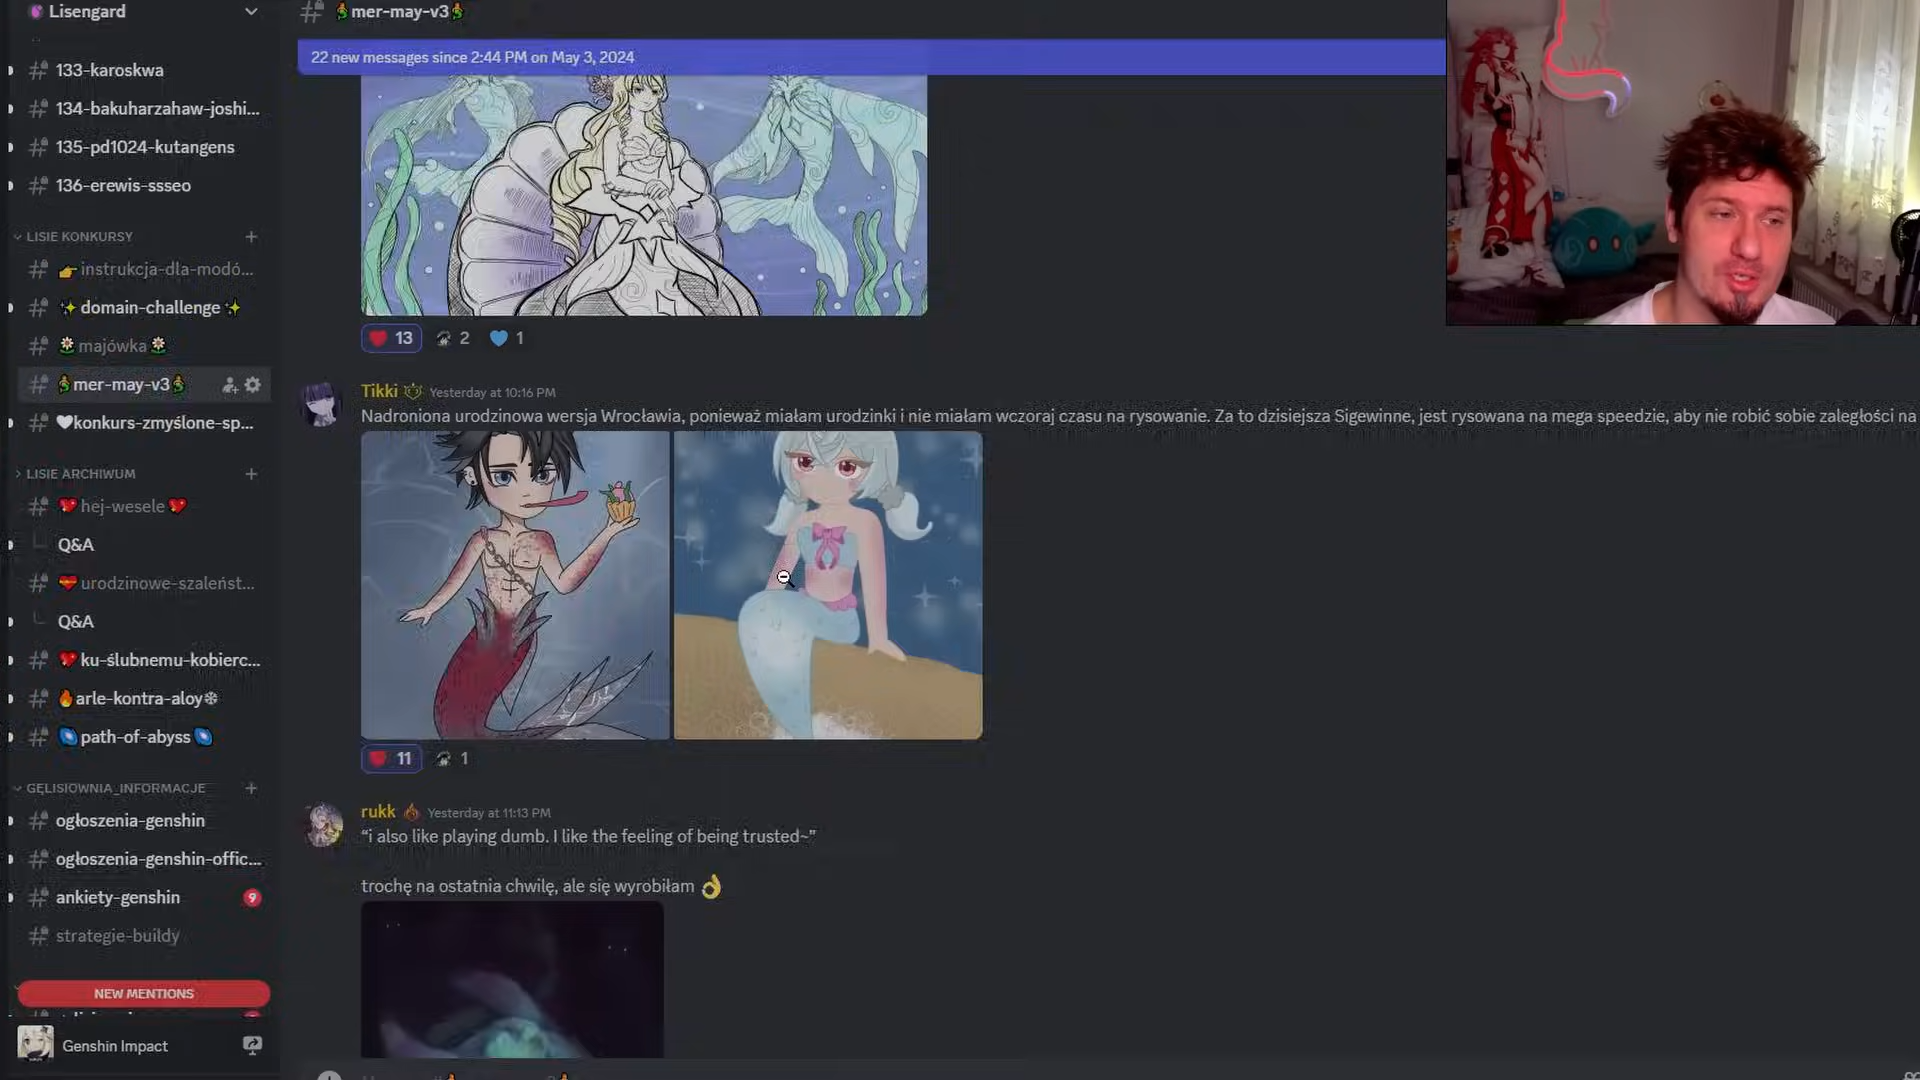 Lisengard
133-karoskwa
134-bakuharzahaw-joshi...
135-pd1024-kutangens
136-erewis-ssseo
LISIE KONKURSY
instrukcja-dla-modó...
domain-challenge
majówka
mer-may-v3
konkurs-zmyślone-sp...
LISIE ARCHIWUM
hej-wesele
Q&A
urodzinowe-szaleńst...
Q&A
ku-ślubnemu-kobierc...
arle-kontra-aloy
path-of-abyss
GĘLISIOWNIA_INFORMACJE
ogłoszenia-genshin
ogłoszenia-genshin-offic...
ankiety-genshin 9
strategie-buildy
NEW MENTIONS
Genshin Impact
mer-may-v3
22 new messages since 2:44 PM on May 3, 2024
13 2 1
Tikki Yesterday at 10:16 PM
Nadroniona urodzinowa wersja Wrocławia, ponieważ miałam urodzinki i nie miałam wczoraj czasu na rysowanie. Za to dzisiejsza Sigewinne, jest rysowana na mega speedzie, aby nie robić sobie zaległości na
11 1
rukk Yesterday at 11:13 PM
“i also like playing dumb. I like the feeling of being trusted~”
trochę na ostatnia chwilę, ale się wyrobiłam